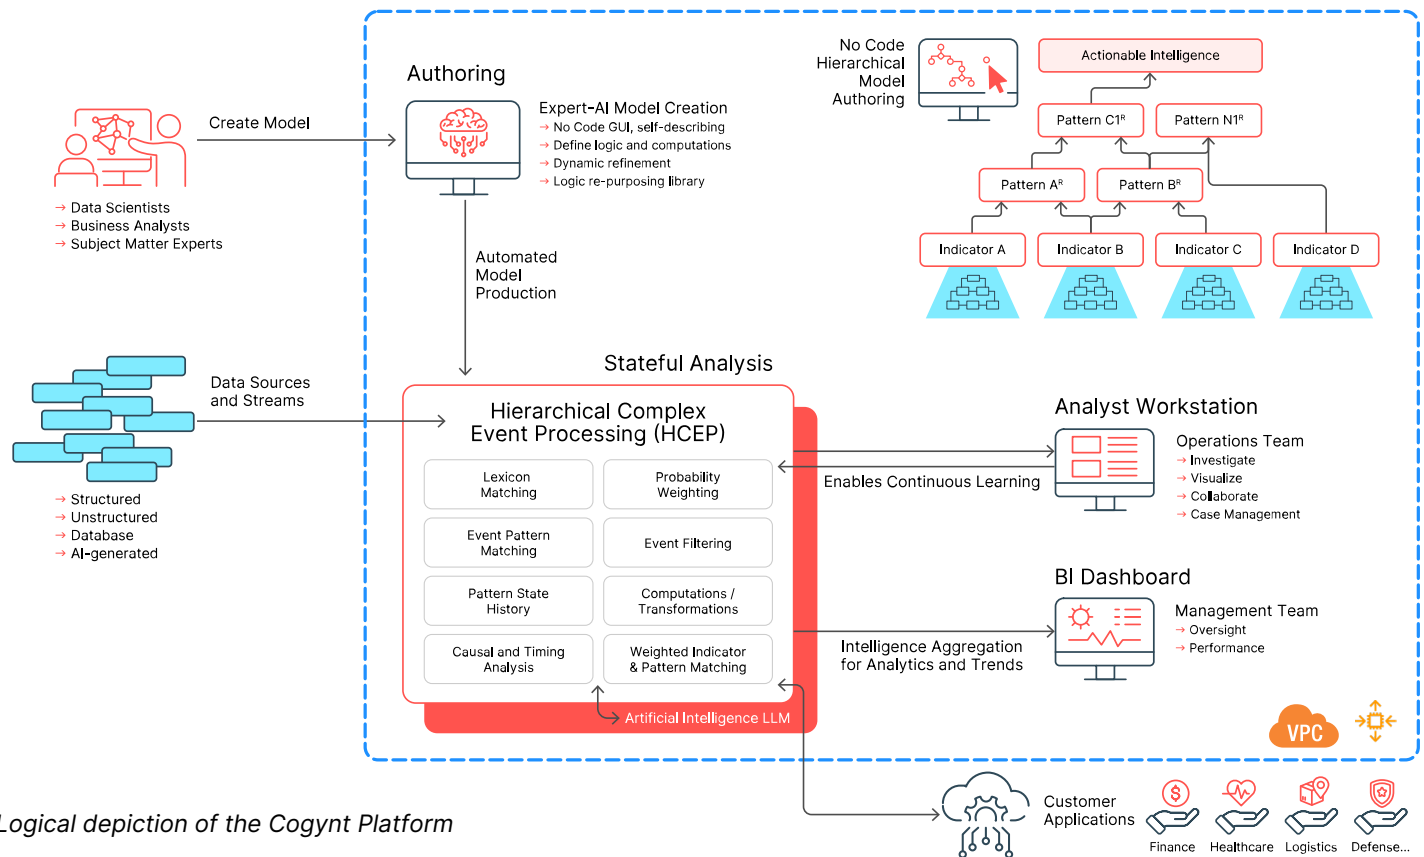 Authoring
Expert-AI Model Creation
→ No Code GUI, self-describing
→ Define logic and computations
→ Dynamic refinement
→ Logic re-purposing library
Create Model
→ Data Scientists
→ Business Analysts
→ Subject Matter Experts
Automated
Model
Production
No Code
Hierarchical
Model
Authoring
Actionable Intelligence
Pattern C1ᴿ
Pattern N1ᴿ
Pattern Aᴿ
Pattern Bᴿ
Indicator A
Indicator B
Indicator C
Indicator D
Data Sources
and Streams
→ Structured
→ Unstructured
→ Database
→ AI-generated
Stateful Analysis
Hierarchical Complex
Event Processing (HCEP)
Lexicon
Matching
Probability
Weighting
Event Pattern
Matching
Event Filtering
Pattern State
History
Computations /
Transformations
Causal and Timing
Analysis
Weighted Indicator
& Pattern Matching
Artificial Intelligence LLM
Enables Continuous Learning
Analyst Workstation
Operations Team
→ Investigate
→ Visualize
→ Collaborate
→ Case Management
Intelligence Aggregation
for Analytics and Trends
BI Dashboard
Management Team
→ Oversight
→ Performance
VPC
Customer
Applications
$
Finance
Healthcare
Logistics
Defense...
Logical depiction of the Cogynt Platform